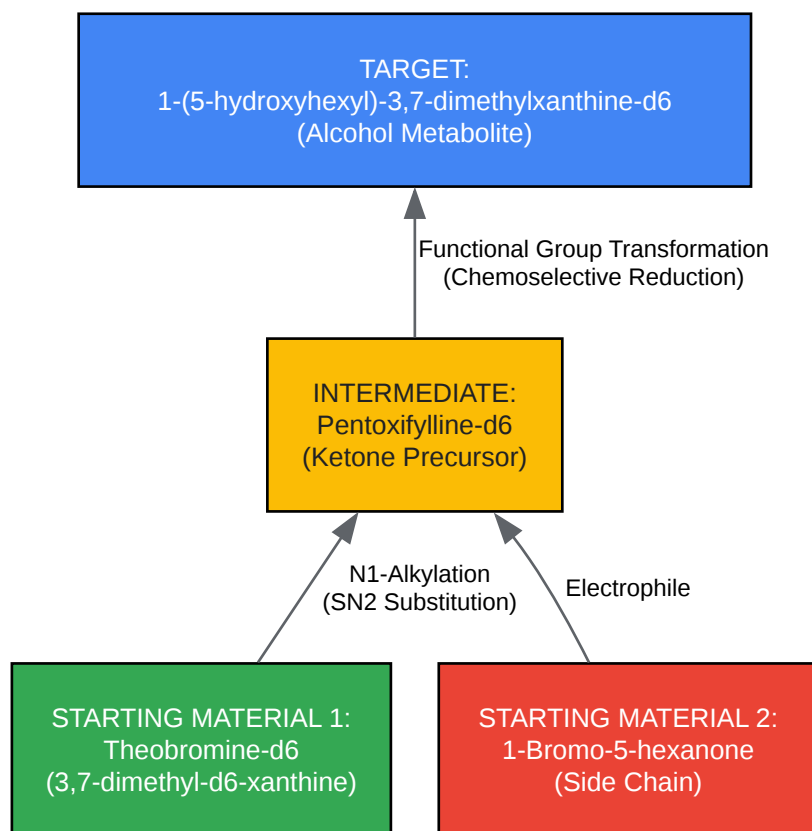 TARGET:
1-(5-hydroxyhexyl)-3,7-dimethylxanthine-d6
(Alcohol Metabolite)
Functional Group Transformation
(Chemoselective Reduction)
INTERMEDIATE:
Pentoxifylline-d6
(Ketone Precursor)
N1-Alkylation
(SN2 Substitution)
Electrophile
STARTING MATERIAL 1:
Theobromine-d6
(3,7-dimethyl-d6-xanthine)
STARTING MATERIAL 2:
1-Bromo-5-hexanone
(Side Chain)